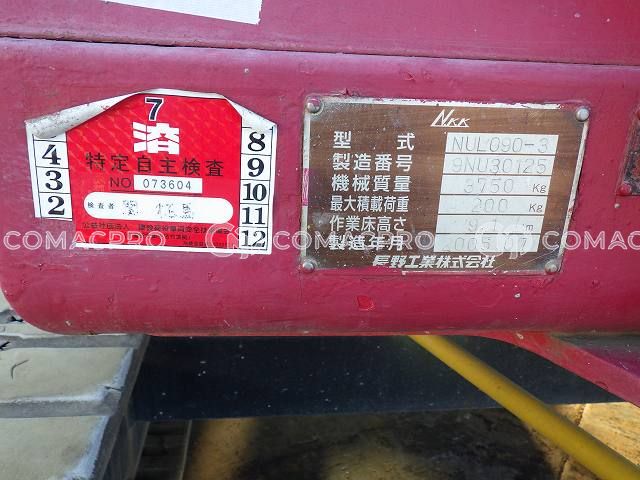 7
溶
特定自主検査
NO 073604
検査者
4
3
2
8
9
10
11
12
NKK
型 式 NUL090-3
製造番号 9NU30125
機械質量 3750 Kg
最大積載荷重 200 Kg
作業床高さ m
製造年月 2005.07
長野工業株式会社
COMACPRO
COMACPRO
COMACPRO